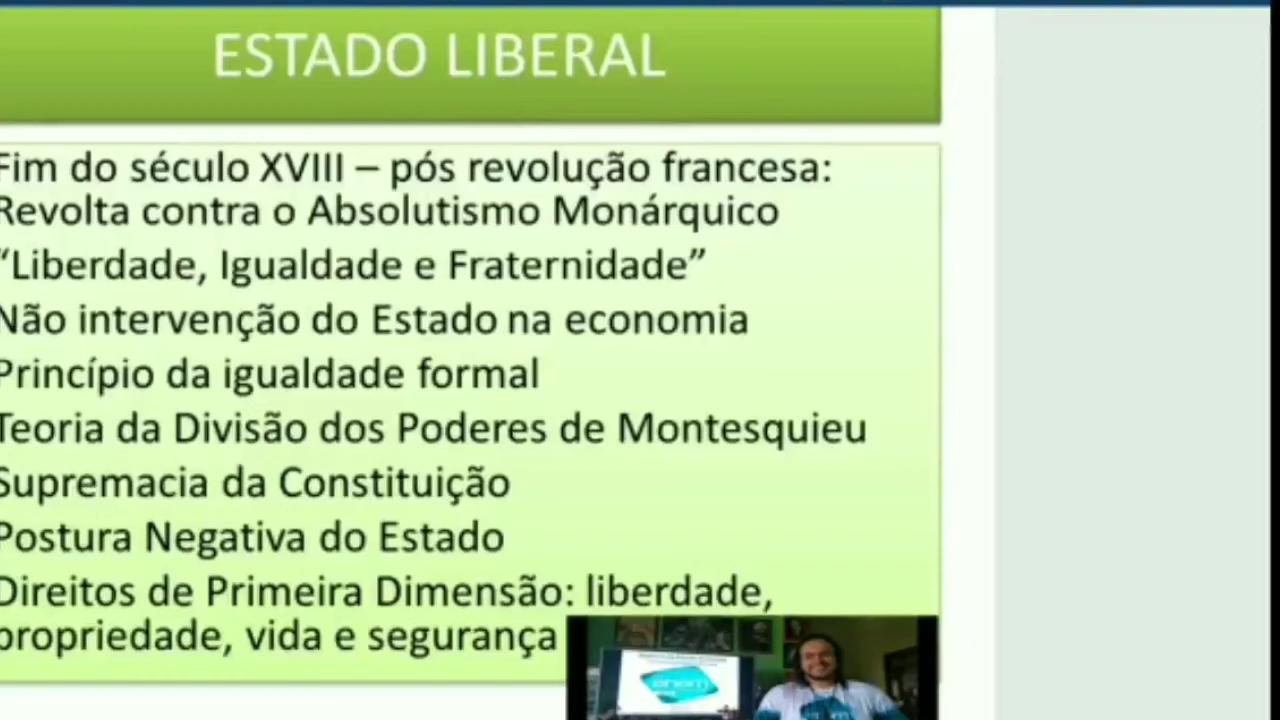 ESTADO LIBERAL
Fim do século XVIII – pós revolução francesa:
Revolta contra o Absolutismo Monárquico
“Liberdade, Igualdade e Fraternidade”
Não intervenção do Estado na economia
Princípio da igualdade formal
Teoria da Divisão dos Poderes de Montesquieu
Supremacia da Constituição
Postura Negativa do Estado
Direitos de Primeira Dimensão: liberdade,
propriedade, vida e segurança
enem